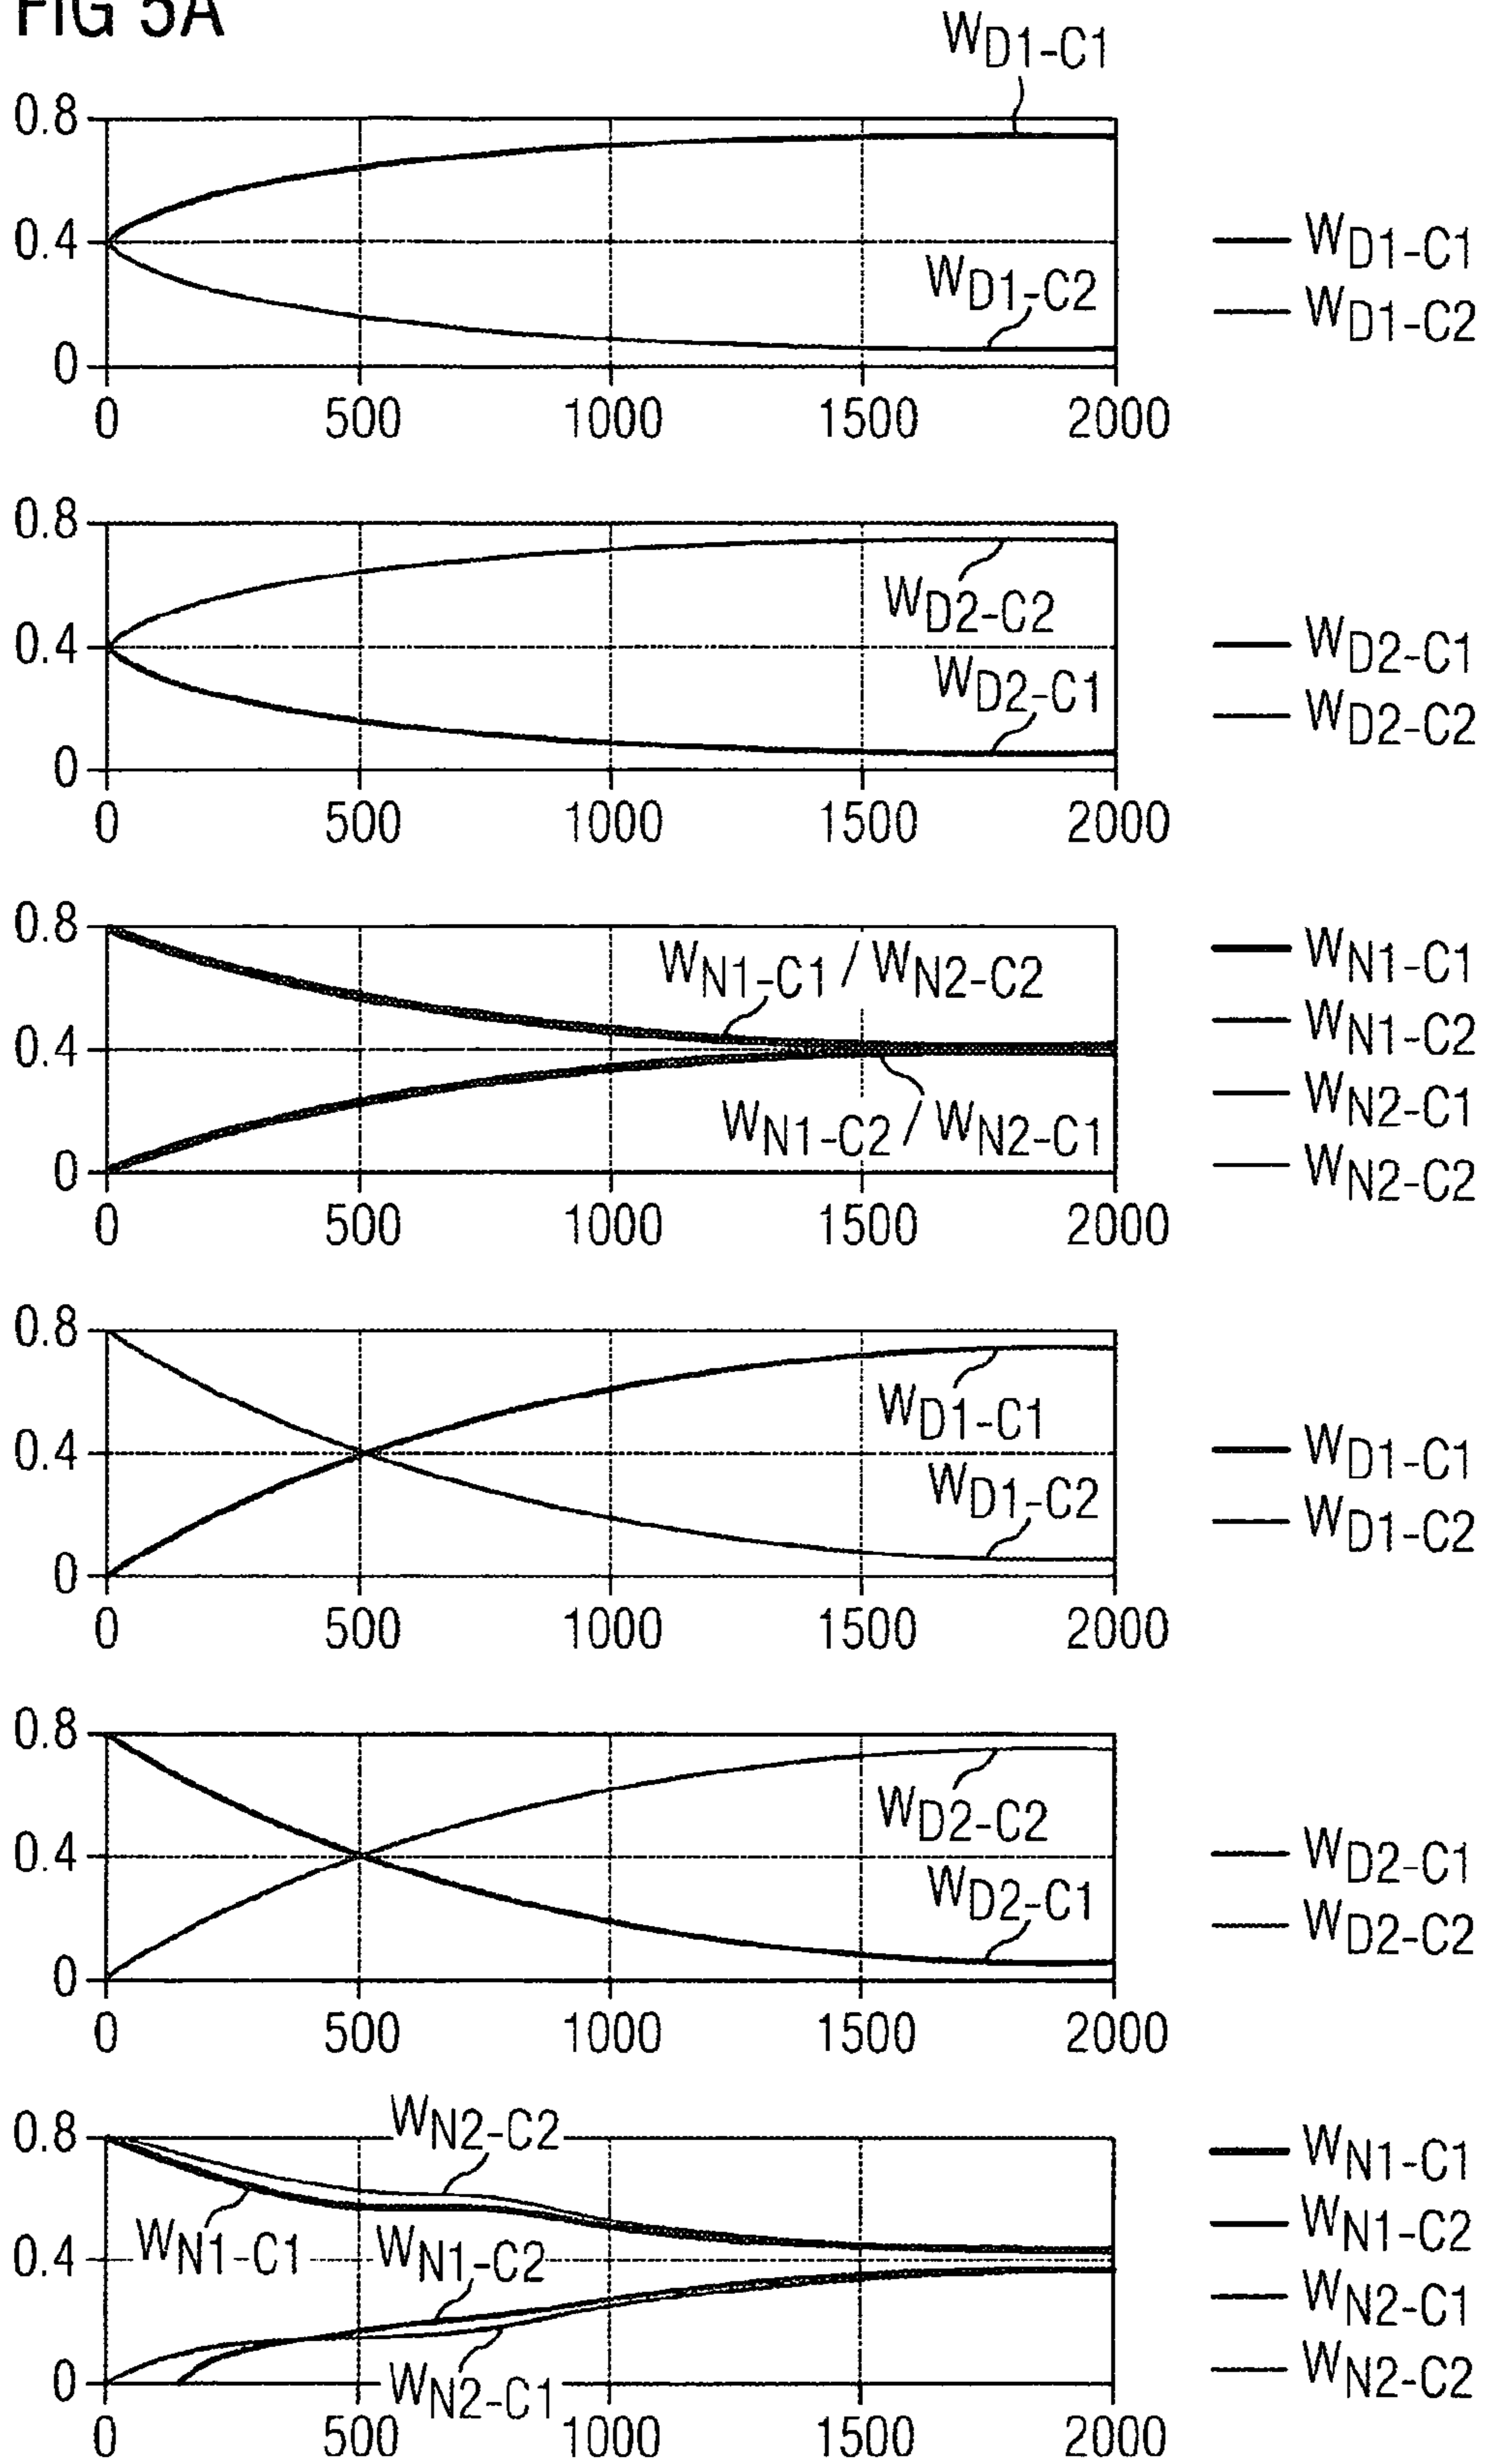 FIG 5A
WD1-C1
0.8
0.4
0
WD1-C2
0 500 1000 1500 2000
WD1-C1
WD1-C2
0.8
0.4
0
WD2-C2
WD2-C1
0 500 1000 1500 2000
WD2-C1
WD2-C2
0.8
0.4
0
WN1-C1 / WN2-C2
WN1-C2 / WN2-C1
0 500 1000 1500 2000
WN1-C1
WN1-C2
WN2-C1
WN2-C2
0.8
0.4
0
WD1-C1
WD1-C2
0 500 1000 1500 2000
WD1-C1
WD1-C2
0.8
0.4
0
WD2-C2
WD2-C1
0 500 1000 1500 2000
WD2-C1
WD2-C2
0.8
0.4
0
WN2-C2
WN1-C1
WN1-C2
WN2-C1
0 500 1000 1500 2000
WN1-C1
WN1-C2
WN2-C1
WN2-C2